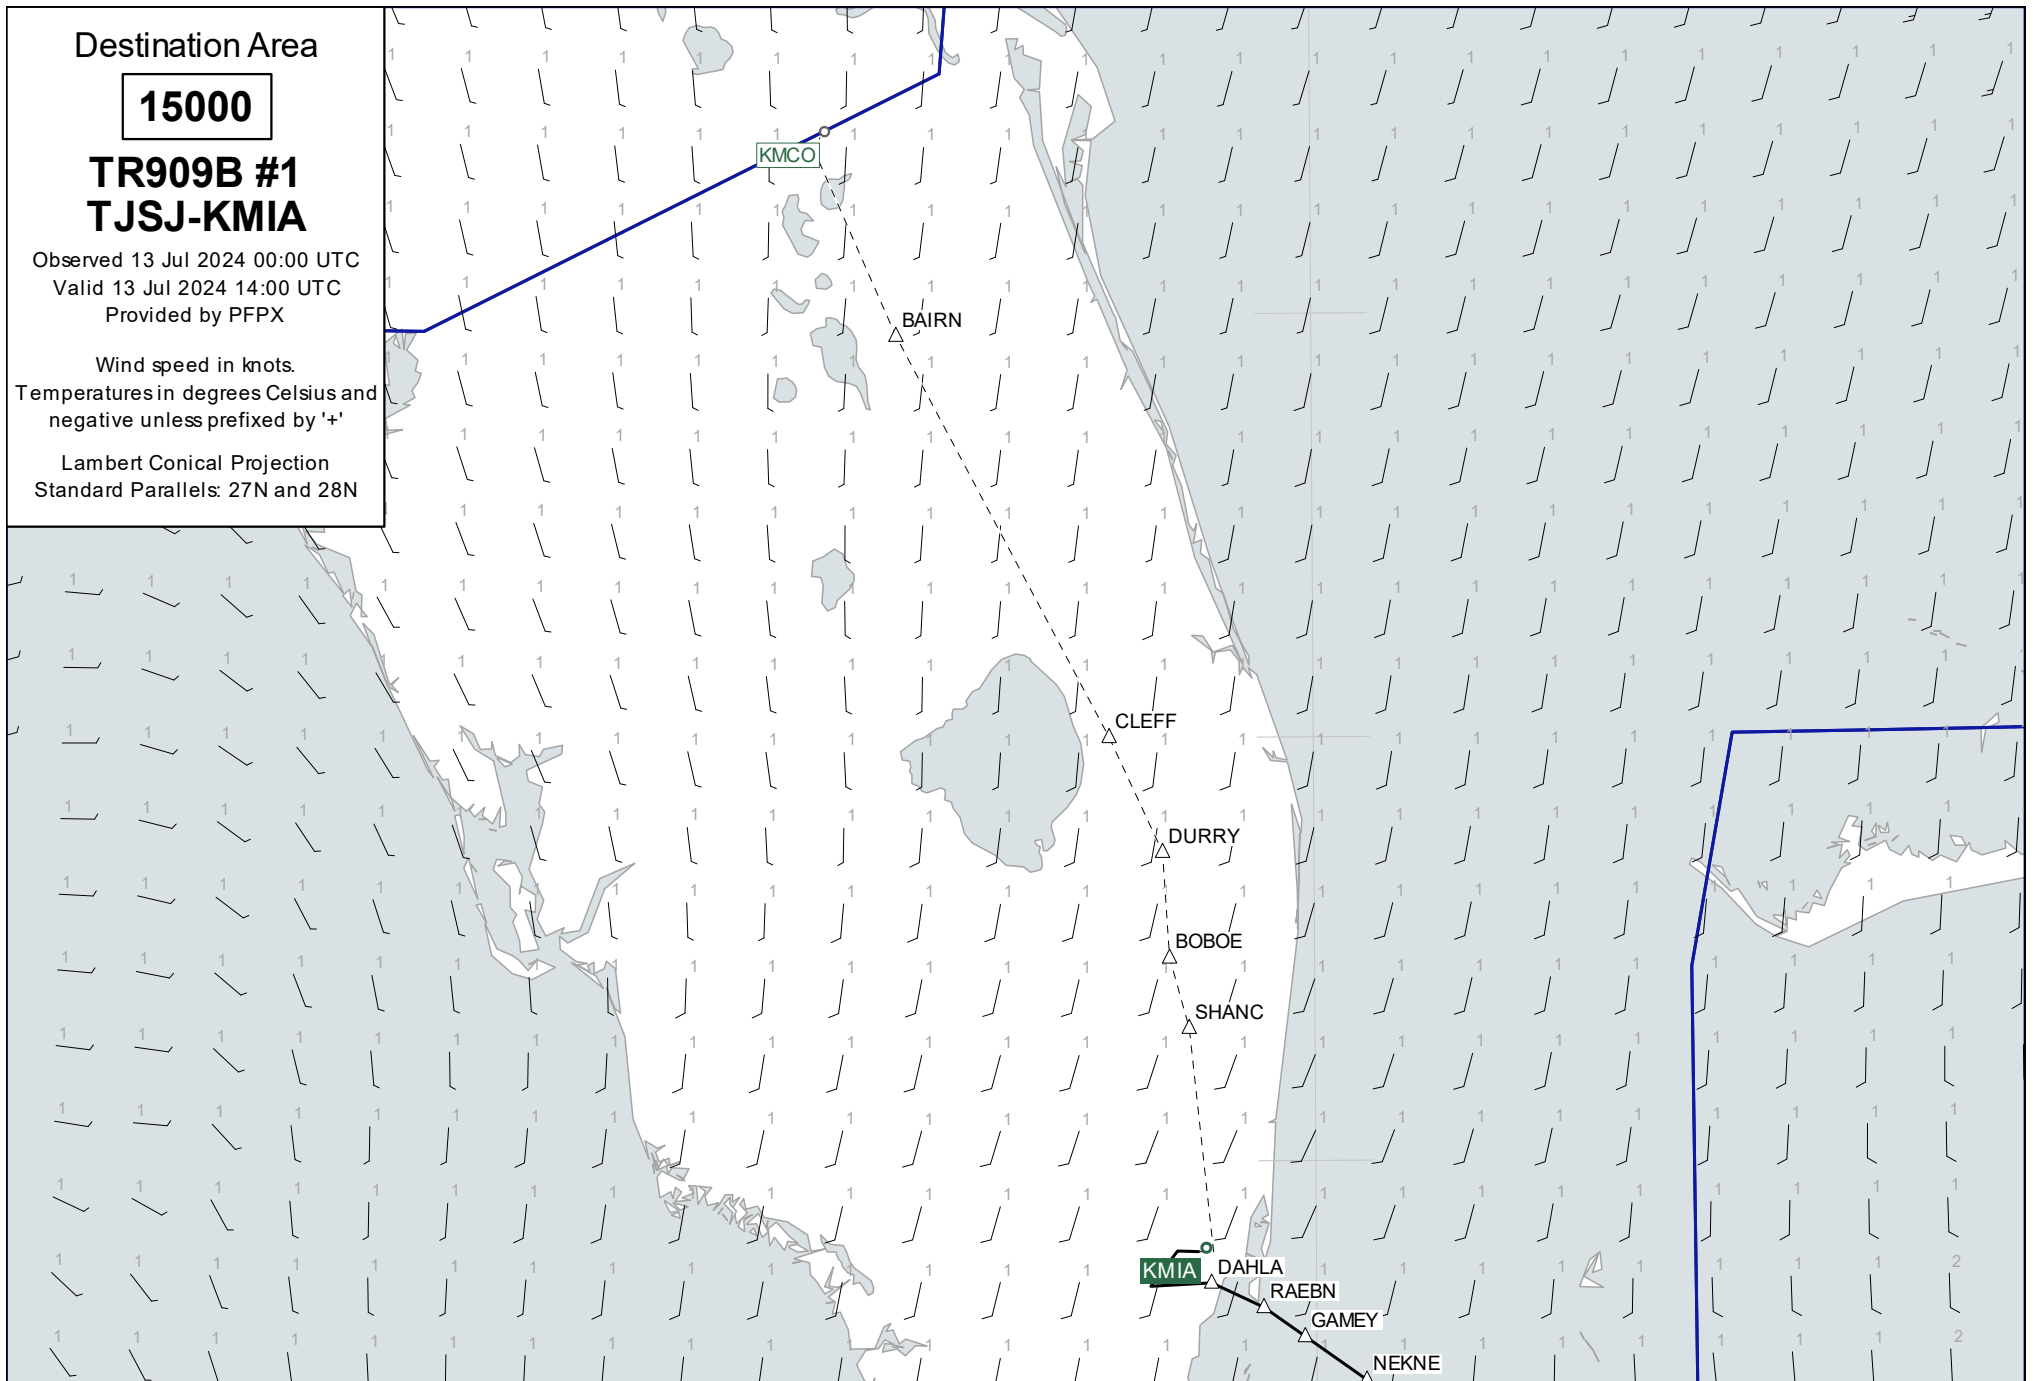 Destination Area
15000
TR909B #1
TJSJ-KMIA
Observed 13 Jul 2024 00:00 UTC
Valid 13 Jul 2024 14:00 UTC
Provided by PFPX
Wind speed in knots.
Temperatures in degrees Celsius and
negative unless prefixed by '+'
Lambert Conical Projection
Standard Parallels: 27N and 28N
KMCO
BAIRN
CLEFF
DURRY
BOBOE
SHANC
KMIA
DAHLA
RAEBN
GAMEY
NEKNE